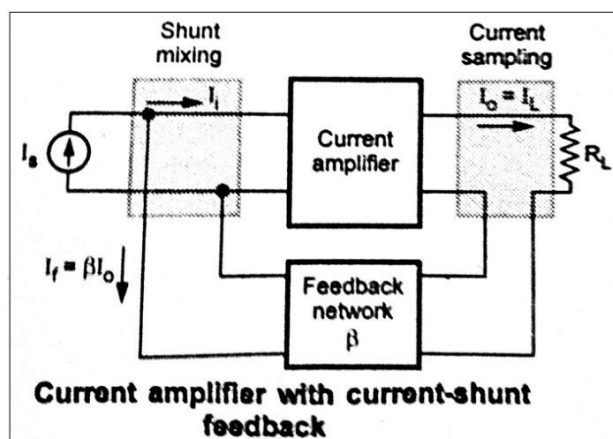 Shunt
mixing
Current
sampling
I_i
I_o = I_L
Current
amplifier
I_s
R_L
I_f = βI_o
Feedback
network
β
Current amplifier with current-shunt
feedback